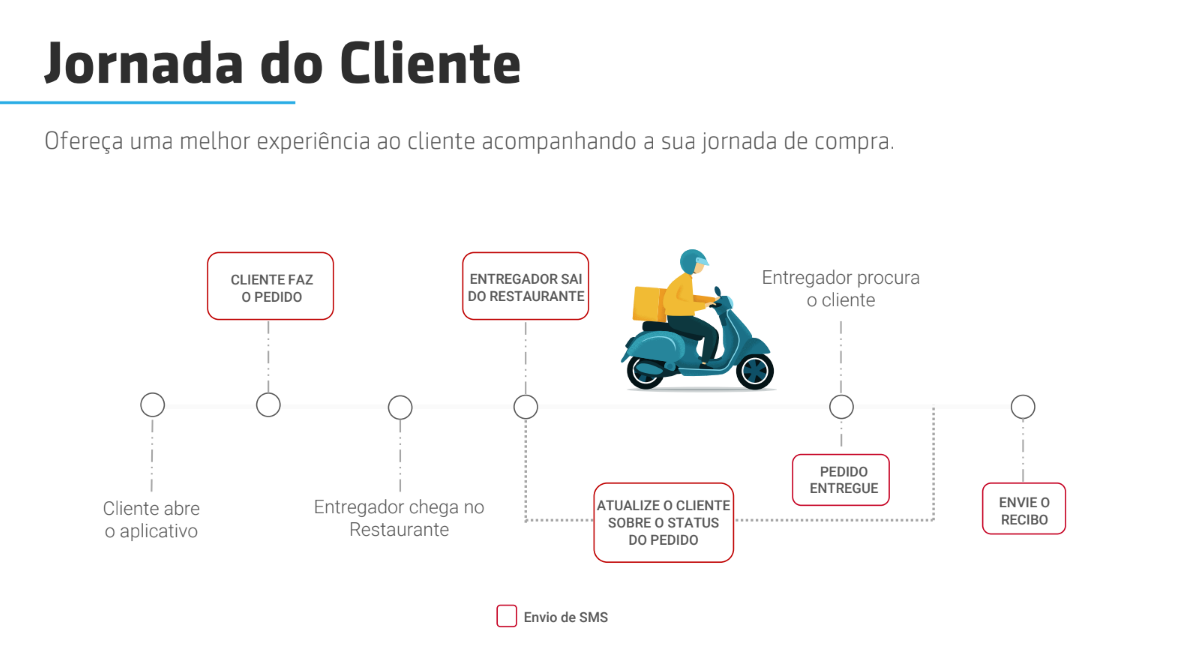 Jornada do Cliente
Ofereça uma melhor experiência ao cliente acompanhando a sua jornada de compra.
CLIENTE FAZ
O PEDIDO
ENTREGADOR SAI
DO RESTAURANTE
Entregador procura
o cliente
Cliente abre
o aplicativo
Entregador chega no
Restaurante
ATUALIZE O CLIENTE
SOBRE O STATUS
DO PEDIDO
PEDIDO
ENTREGUE
ENVIE O
RECIBO
Envio de SMS